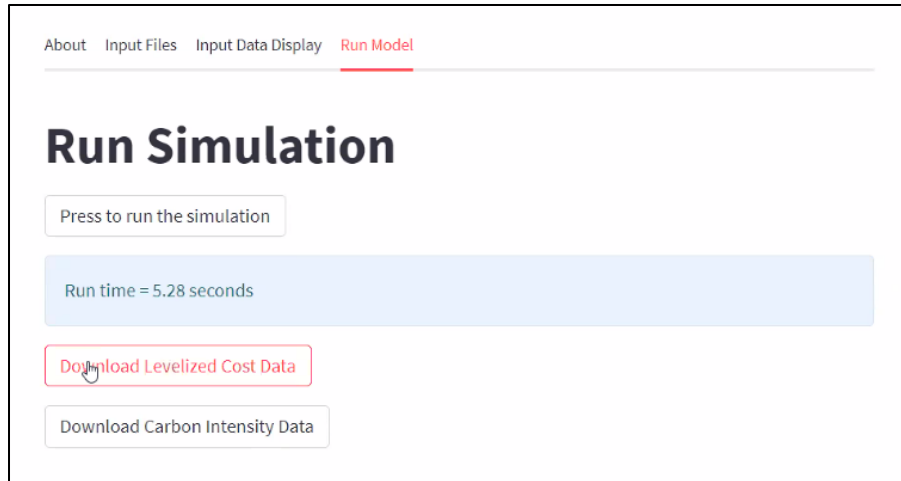 About Input Files Input Data Display Run Model
Run Simulation
Press to run the simulation
Run time = 5.28 seconds
Download Levelized Cost Data
Download Carbon Intensity Data